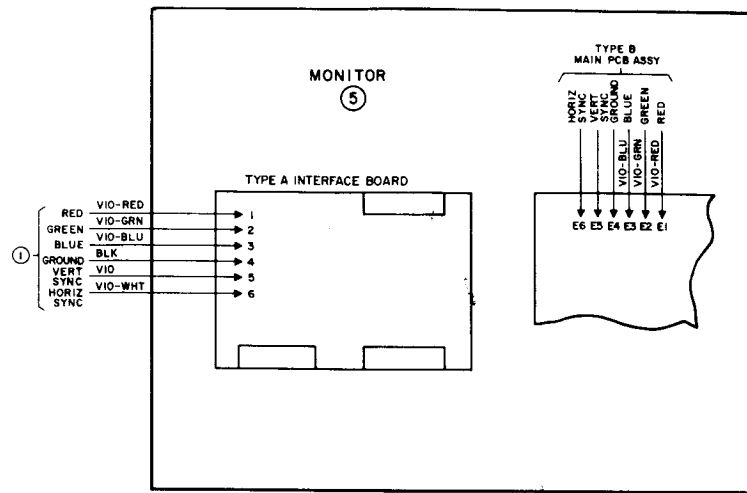 MONITOR
5
TYPE B
MAIN PCB ASSY
HORIZ SYNC
VERT SYNC
GROUND
BLUE
GREEN
RED
VIO-BLU
VIO-GRN
VIO-RED
E6 E5 E4 E3 E2 E1
TYPE A INTERFACE BOARD
1
RED VIO-RED 1
GREEN VIO-GRN 2
BLUE VIO-BLU 3
GROUND BLK 4
VERT SYNC VIO 5
HORIZ SYNC VIO-WHT 6